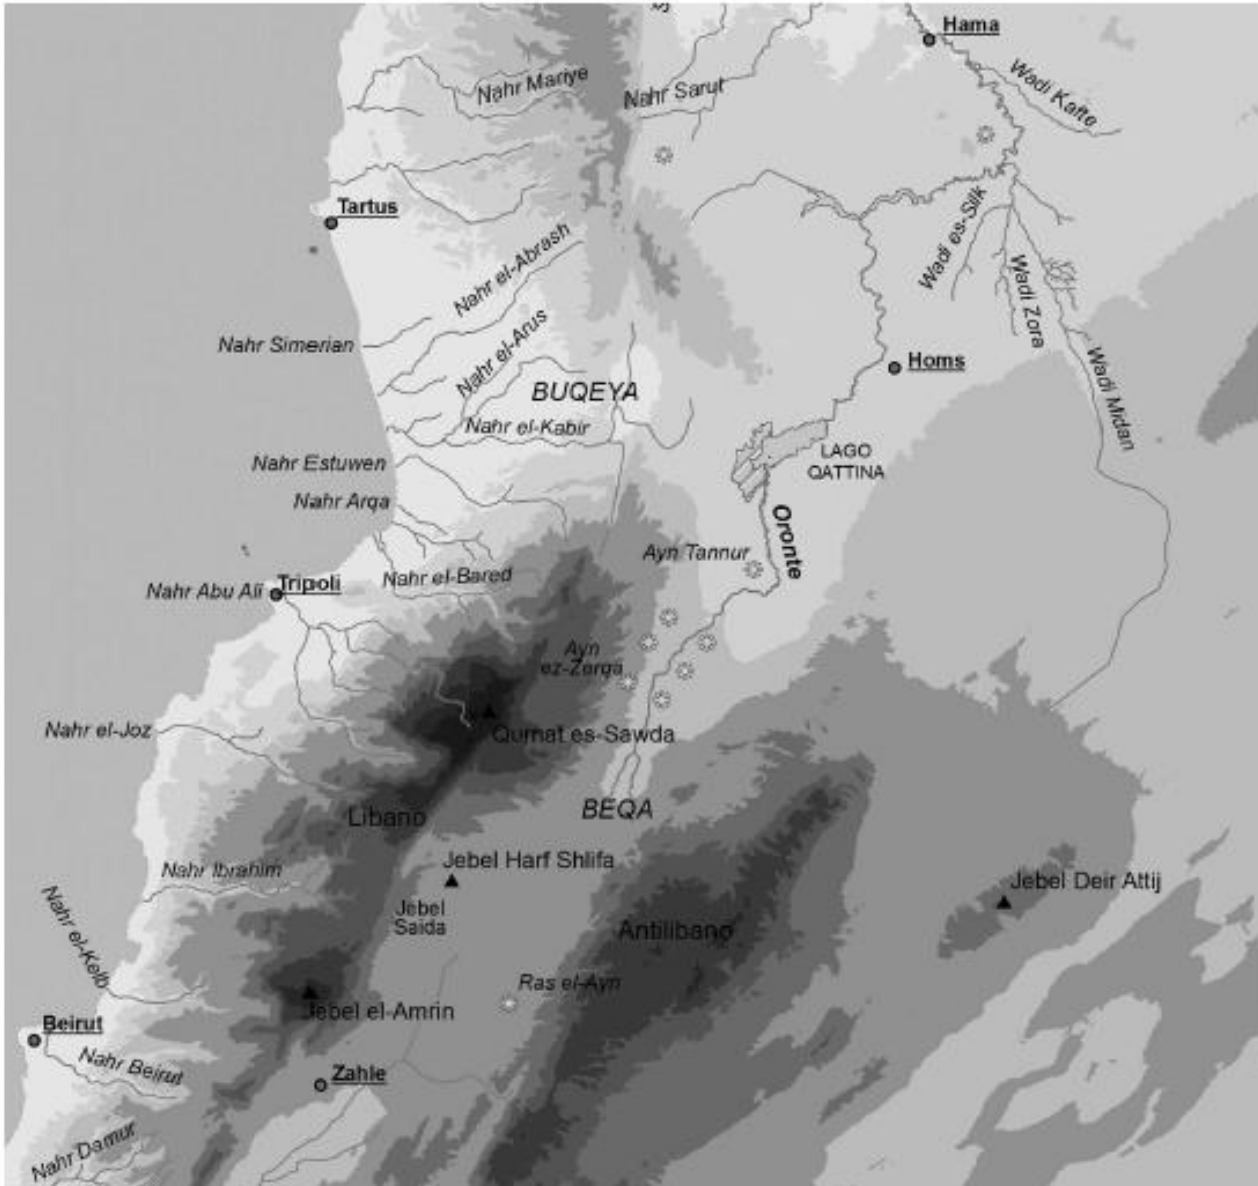 Hama
Nahr Mariye
Nahr Sarut
Wadi Kafte
Tartus
Wadi es-Silk
Nahr el-Abrash
Wadi Zora
Nahr Simerian
Nahr el-Arus
Homs
Wadi Midan
BUQEYA
Nahr el-Kabir
LAGO
QATTINA
Nahr Estuwen
Nahr Arqa
Oronte
Ayn Tannur
Nahr el-Bared
Nahr Abu Ali
Tripoli
Ayn
ez-Zerqa
Nahr el-Joz
Qurnat es-Sawda
BEQA
Libano
Jebel Harf Shlifa
Nahr Ibrahim
Jebel Deir Attij
Jebel
Saida
Antilibano
Nahr el-Kelb
Ras el-Ayn
Jebel el-Amrin
Beirut
Nahr Beirut
Zahle
Nahr Damur